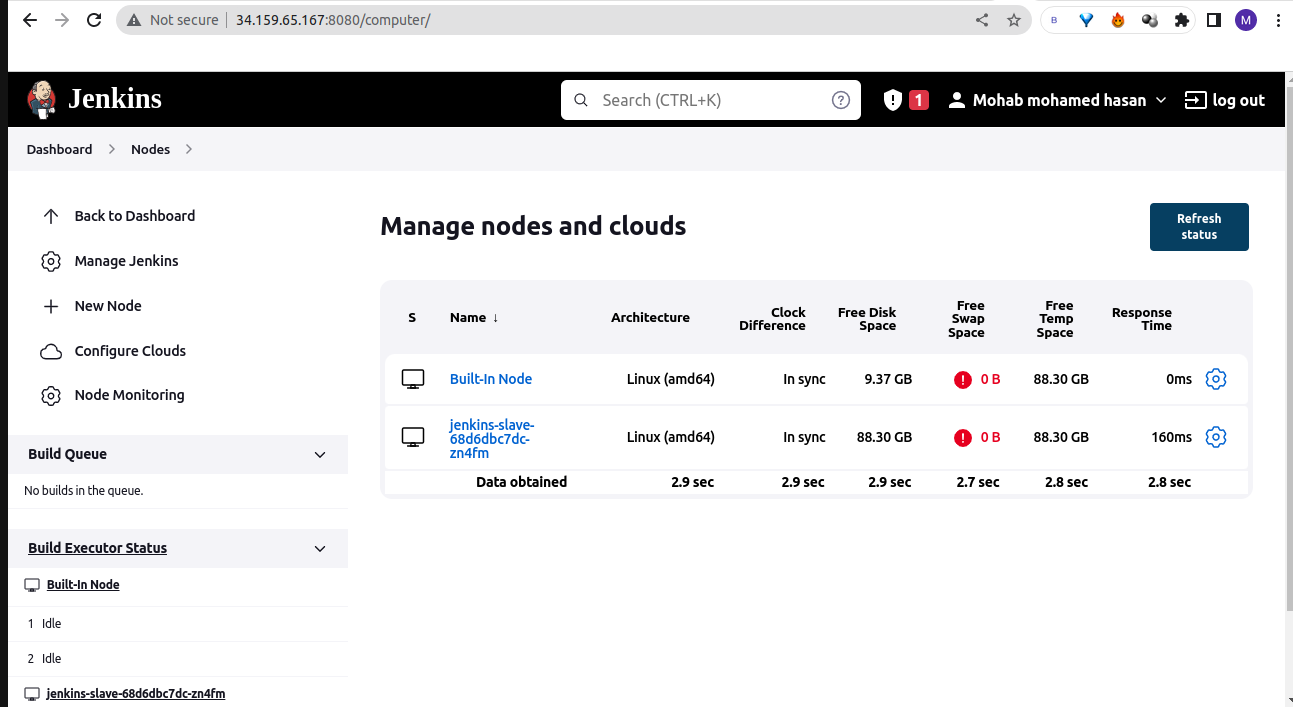 Not secure 34.159.65.167:8080/computer/
B
M
Jenkins
Search (CTRL+K)
?
! 1
Mohab mohamed hasan
log out
Dashboard
Nodes
Back to Dashboard
Manage Jenkins
New Node
Configure Clouds
Node Monitoring
Build Queue
No builds in the queue.
Build Executor Status
Built-In Node
1 Idle
2 Idle
jenkins-slave-68d6dbc7dc-zn4fm
Manage nodes and clouds
Refresh
status
S
Name ↓
Architecture
Clock
Difference
Free Disk
Space
Free
Swap
Space
Free
Temp
Space
Response
Time
Built-In Node
Linux (amd64)
In sync
9.37 GB
! 0 B
88.30 GB
0ms
jenkins-slave-
68d6dbc7dc-
zn4fm
Linux (amd64)
In sync
88.30 GB
! 0 B
88.30 GB
160ms
Data obtained
2.9 sec
2.9 sec
2.9 sec
2.7 sec
2.8 sec
2.8 sec